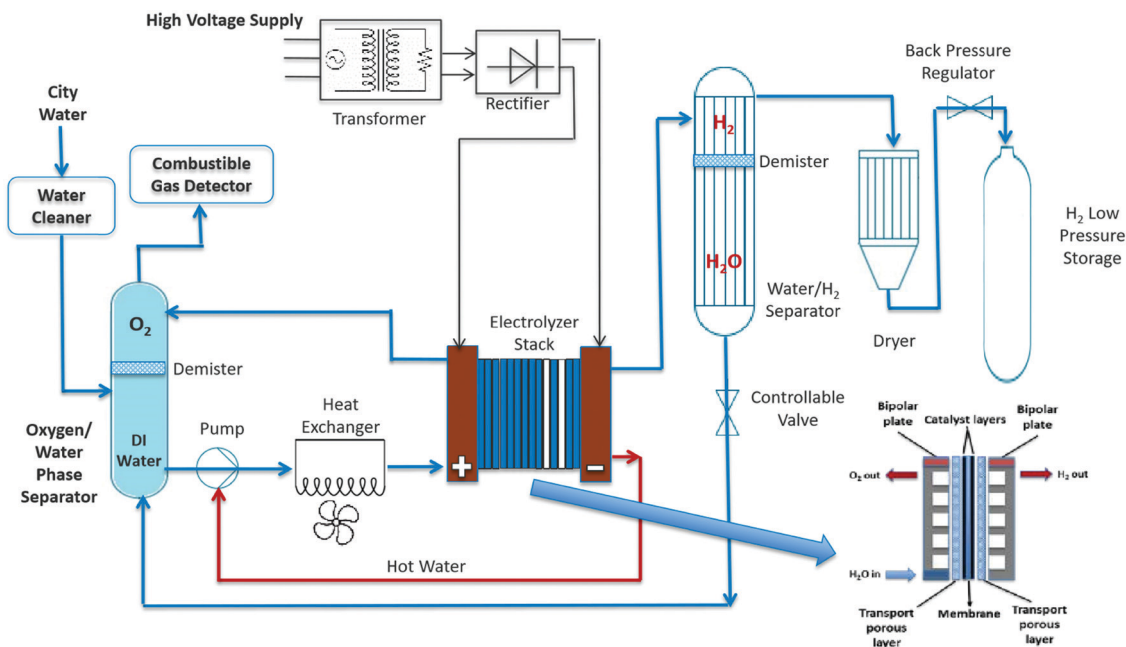 High Voltage Supply
Transformer
Rectifier
Back Pressure
Regulator
City
Water
Combustible
Gas Detector
Water
Cleaner
H₂
Demister
H₂O
H₂ Low
Pressure
Storage
Water/H₂
Separator
Dryer
O₂
Demister
Electrolyzer
Stack
Oxygen/
Water
Phase
Separator
DI
Water
Pump
Heat
Exchanger
+
−
Controllable
Valve
Hot Water
Bipolar
plate
Catalyst layers
Bipolar
plate
O₂ out
H₂ out
H₂O in
Transport
porous
layer
Membrane
Transport
porous
layer